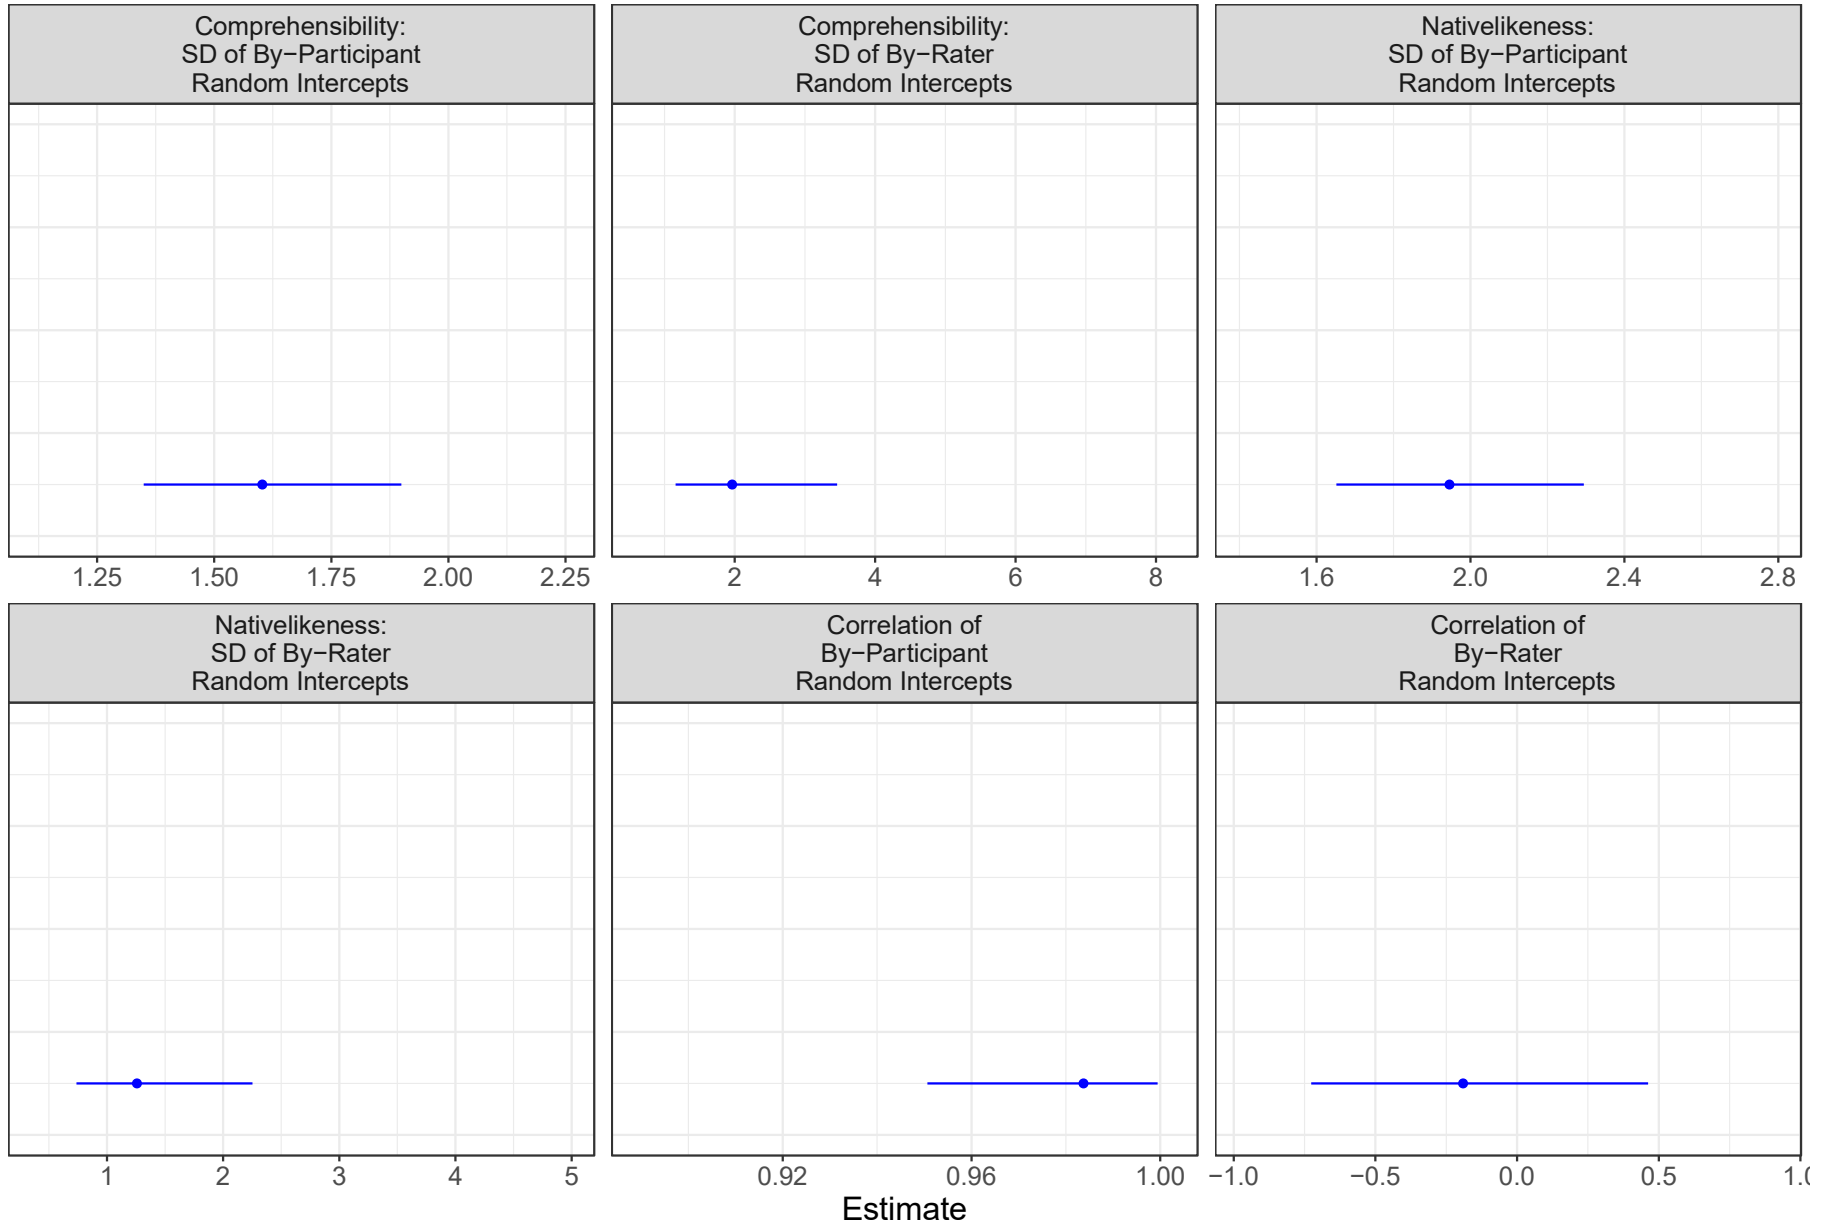 Comprehensibility:
SD of By−Participant
Random Intercepts
Comprehensibility:
SD of By−Rater
Random Intercepts
Nativelikeness:
SD of By−Participant
Random Intercepts
1.25 1.50 1.75 2.00 2.25
2 4 6 8
1.6 2.0 2.4 2.8
Nativelikeness:
SD of By−Rater
Random Intercepts
Correlation of
By−Participant
Random Intercepts
Correlation of
By−Rater
Random Intercepts
1 2 3 4 5
0.92 0.96 1.00
−1.0 −0.5 0.0 0.5
Estimate